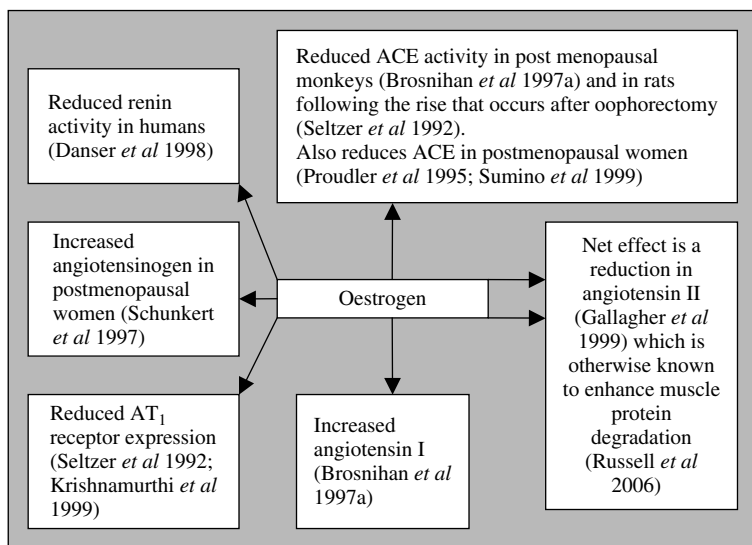 Reduced renin
activity in humans
(Danser et al 1998)
Reduced ACE activity in post menopausal
monkeys (Brosnihan et al 1997a) and in rats
following the rise that occurs after oophorectomy
(Seltzer et al 1992).
Also reduces ACE in postmenopausal women
(Proudler et al 1995; Sumino et al 1999)
Increased
angiotensinogen in
postmenopausal
women (Schunkert
et al 1997)
Oestrogen
Net effect is a
reduction in
angiotensin II
(Gallagher et al
1999) which is
otherwise known
to enhance muscle
protein
degradation
(Russell et al
2006)
Reduced AT1
receptor expression
(Seltzer et al 1992;
Krishnamurthi et al
1999)
Increased
angiotensin I
(Brosnihan et al
1997a)